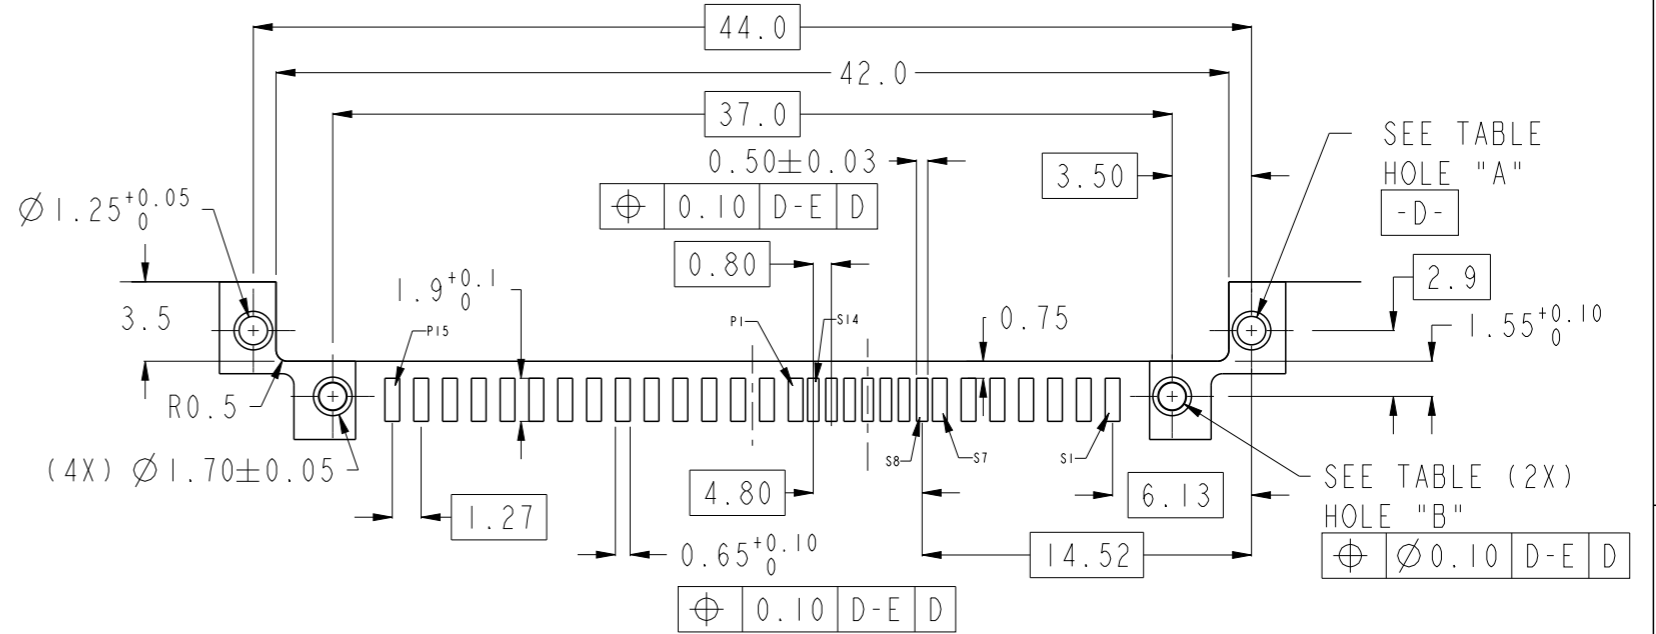 44.0
42.0
37.0
0.50±0.03
⌖ 0.10 D-E D
3.50
SEE TABLE
HOLE "A"
-D-
Ø1.25 +0.05 0
0.80
2.9
3.5
1.9 +0.1 0
P15
P1
S14
0.75
1.55 +0.10 0
R0.5
(4X) Ø1.70±0.05
S8
S7
S1
4.80
6.13
SEE TABLE (2X)
HOLE "B"
⌖ Ø0.10 D-E D
1.27
0.65 +0.10 0
14.52
⌖ 0.10 D-E D